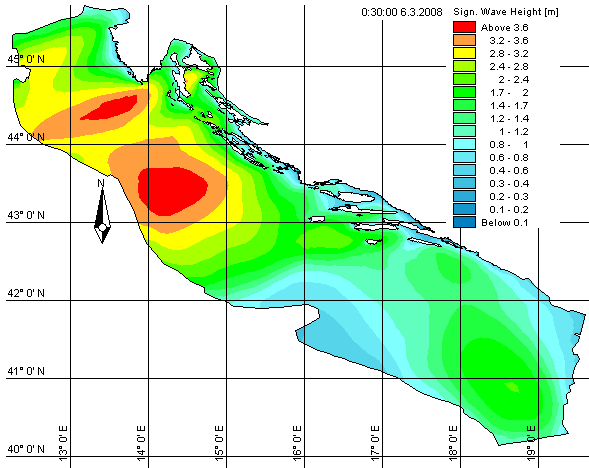 0:30:00 6.3.2008 Sign. Wave Height [m]
Above 3.6
3.2 - 3.6
2.8 - 3.2
2.4 - 2.8
2 - 2.4
1.7 - 2
1.4 - 1.7
1.2 - 1.4
1 - 1.2
0.8 - 1
0.6 - 0.8
0.4 - 0.6
0.3 - 0.4
0.2 - 0.3
0.1 - 0.2
Below 0.1
45° 0' N
44° 0' N
N
43° 0' N
42° 0' N
41° 0' N
40° 0' N
13° 0' E
14° 0' E
15° 0' E
16° 0' E
17° 0' E
18° 0' E
19° 0' E